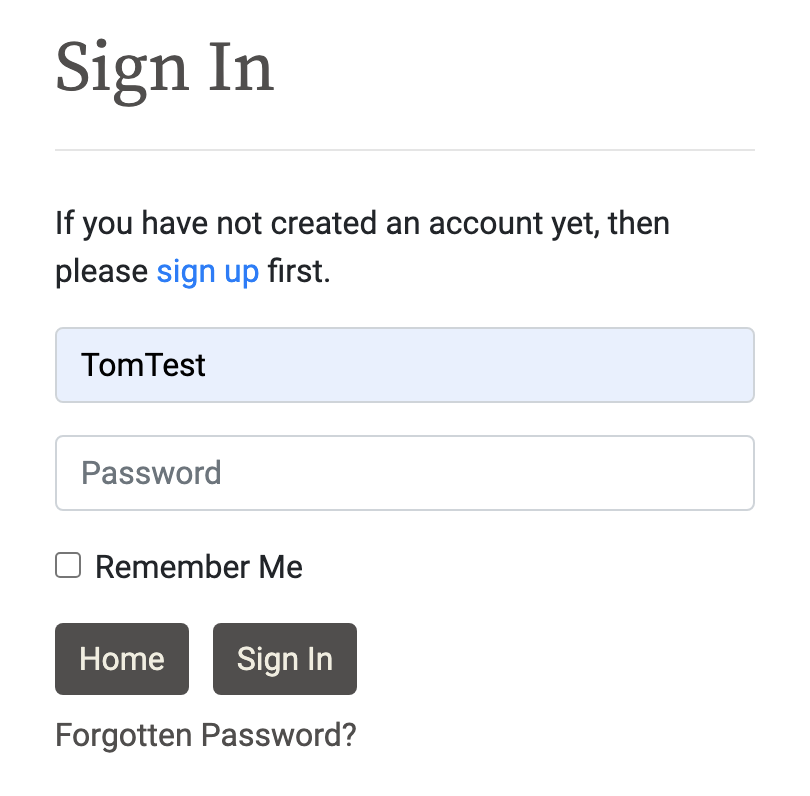 Sign In
If you have not created an account yet, then
please sign up first.
TomTest
Password
Remember Me
Home Sign In
Forgotten Password?